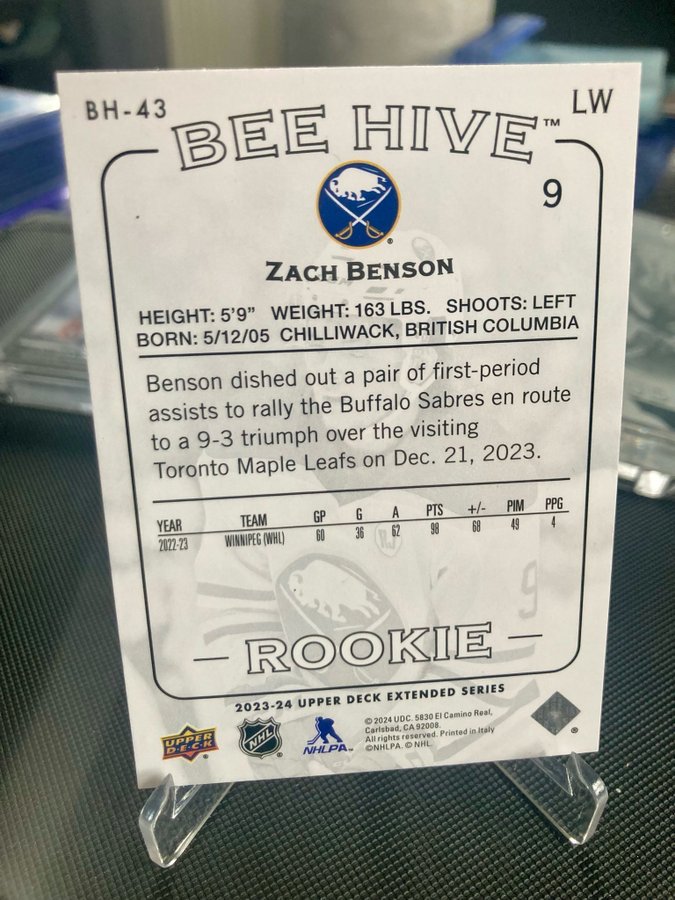 BH-43
LW
BEE HIVE™
9
ZACH BENSON
HEIGHT: 5'9" WEIGHT: 163 LBS. SHOOTS: LEFT
BORN: 5/12/05 CHILLIWACK, BRITISH COLUMBIA
Benson dished out a pair of first-period
assists to rally the Buffalo Sabres en route
to a 9-3 triumph over the visiting
Toronto Maple Leafs on Dec. 21, 2023.
YEAR TEAM GP G A PTS +/- PIM PPG
2022-23 WINNIPEG (WHL) 60 36 62 98 68 49 4
— ROOKIE —
2023-24 UPPER DECK EXTENDED SERIES
UPPER
D·E·C·K
NHL
NHLPA
© 2024 UDC. 5830 El Camino Real,
Carlsbad, CA 92008.
All rights reserved. Printed in Italy
©NHLPA. © NHL.